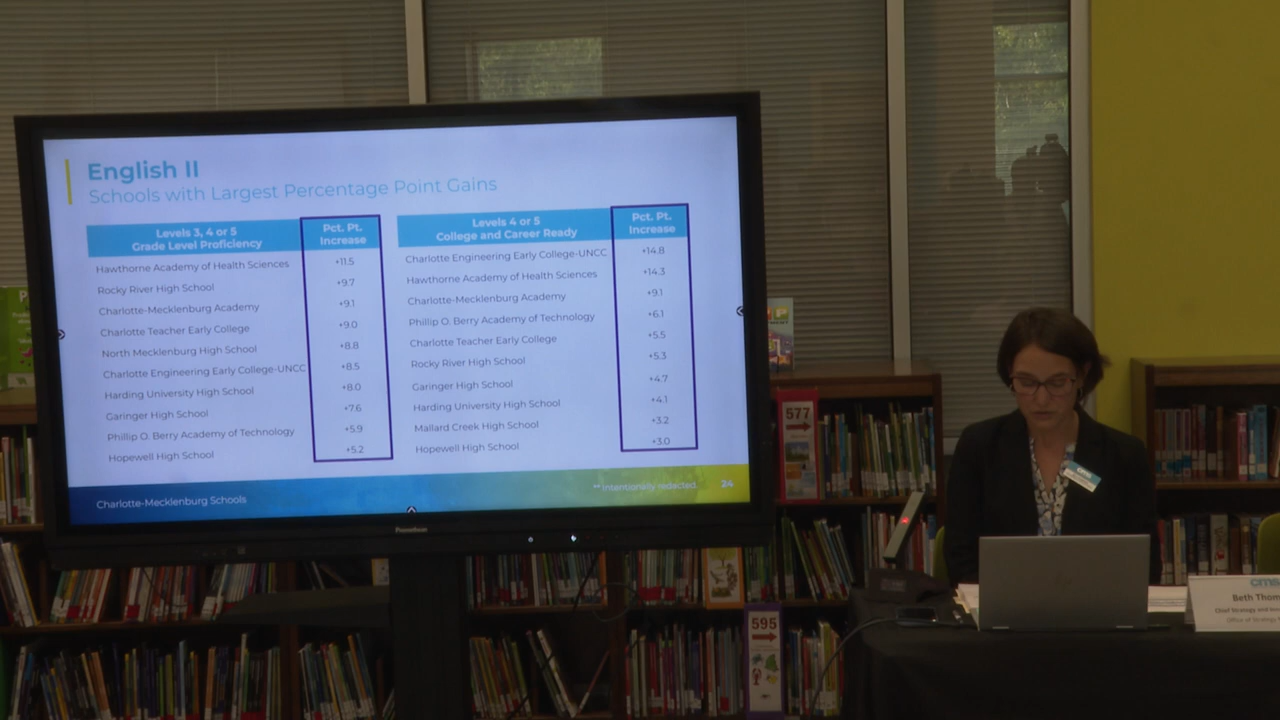 English II
Schools with Largest Percentage Point Gains
Levels 3, 4 or 5
Grade Level Proficiency
Pct. Pt.
Increase
Hawthorne Academy of Health Sciences +11.5
Rocky River High School +9.7
Charlotte-Mecklenburg Academy +9.1
Charlotte Teacher Early College +9.0
North Mecklenburg High School +8.8
Charlotte Engineering Early College-UNCC +8.5
Harding University High School +8.0
Garinger High School +7.6
Phillip O. Berry Academy of Technology +5.9
Hopewell High School +5.2
Levels 4 or 5
College and Career Ready
Pct. Pt.
Increase
Charlotte Engineering Early College-UNCC +14.8
Hawthorne Academy of Health Sciences +14.3
Charlotte-Mecklenburg Academy +9.1
Phillip O. Berry Academy of Technology +6.1
Charlotte Teacher Early College +5.5
Rocky River High School +5.3
Garinger High School +4.7
Harding University High School +4.1
Mallard Creek High School +3.2
Hopewell High School +3.0
Charlotte-Mecklenburg Schools
** Intentionally redacted. 24
Promethean
577
595
cms
Beth Thom
Chief Strategy and
Office of Strategy